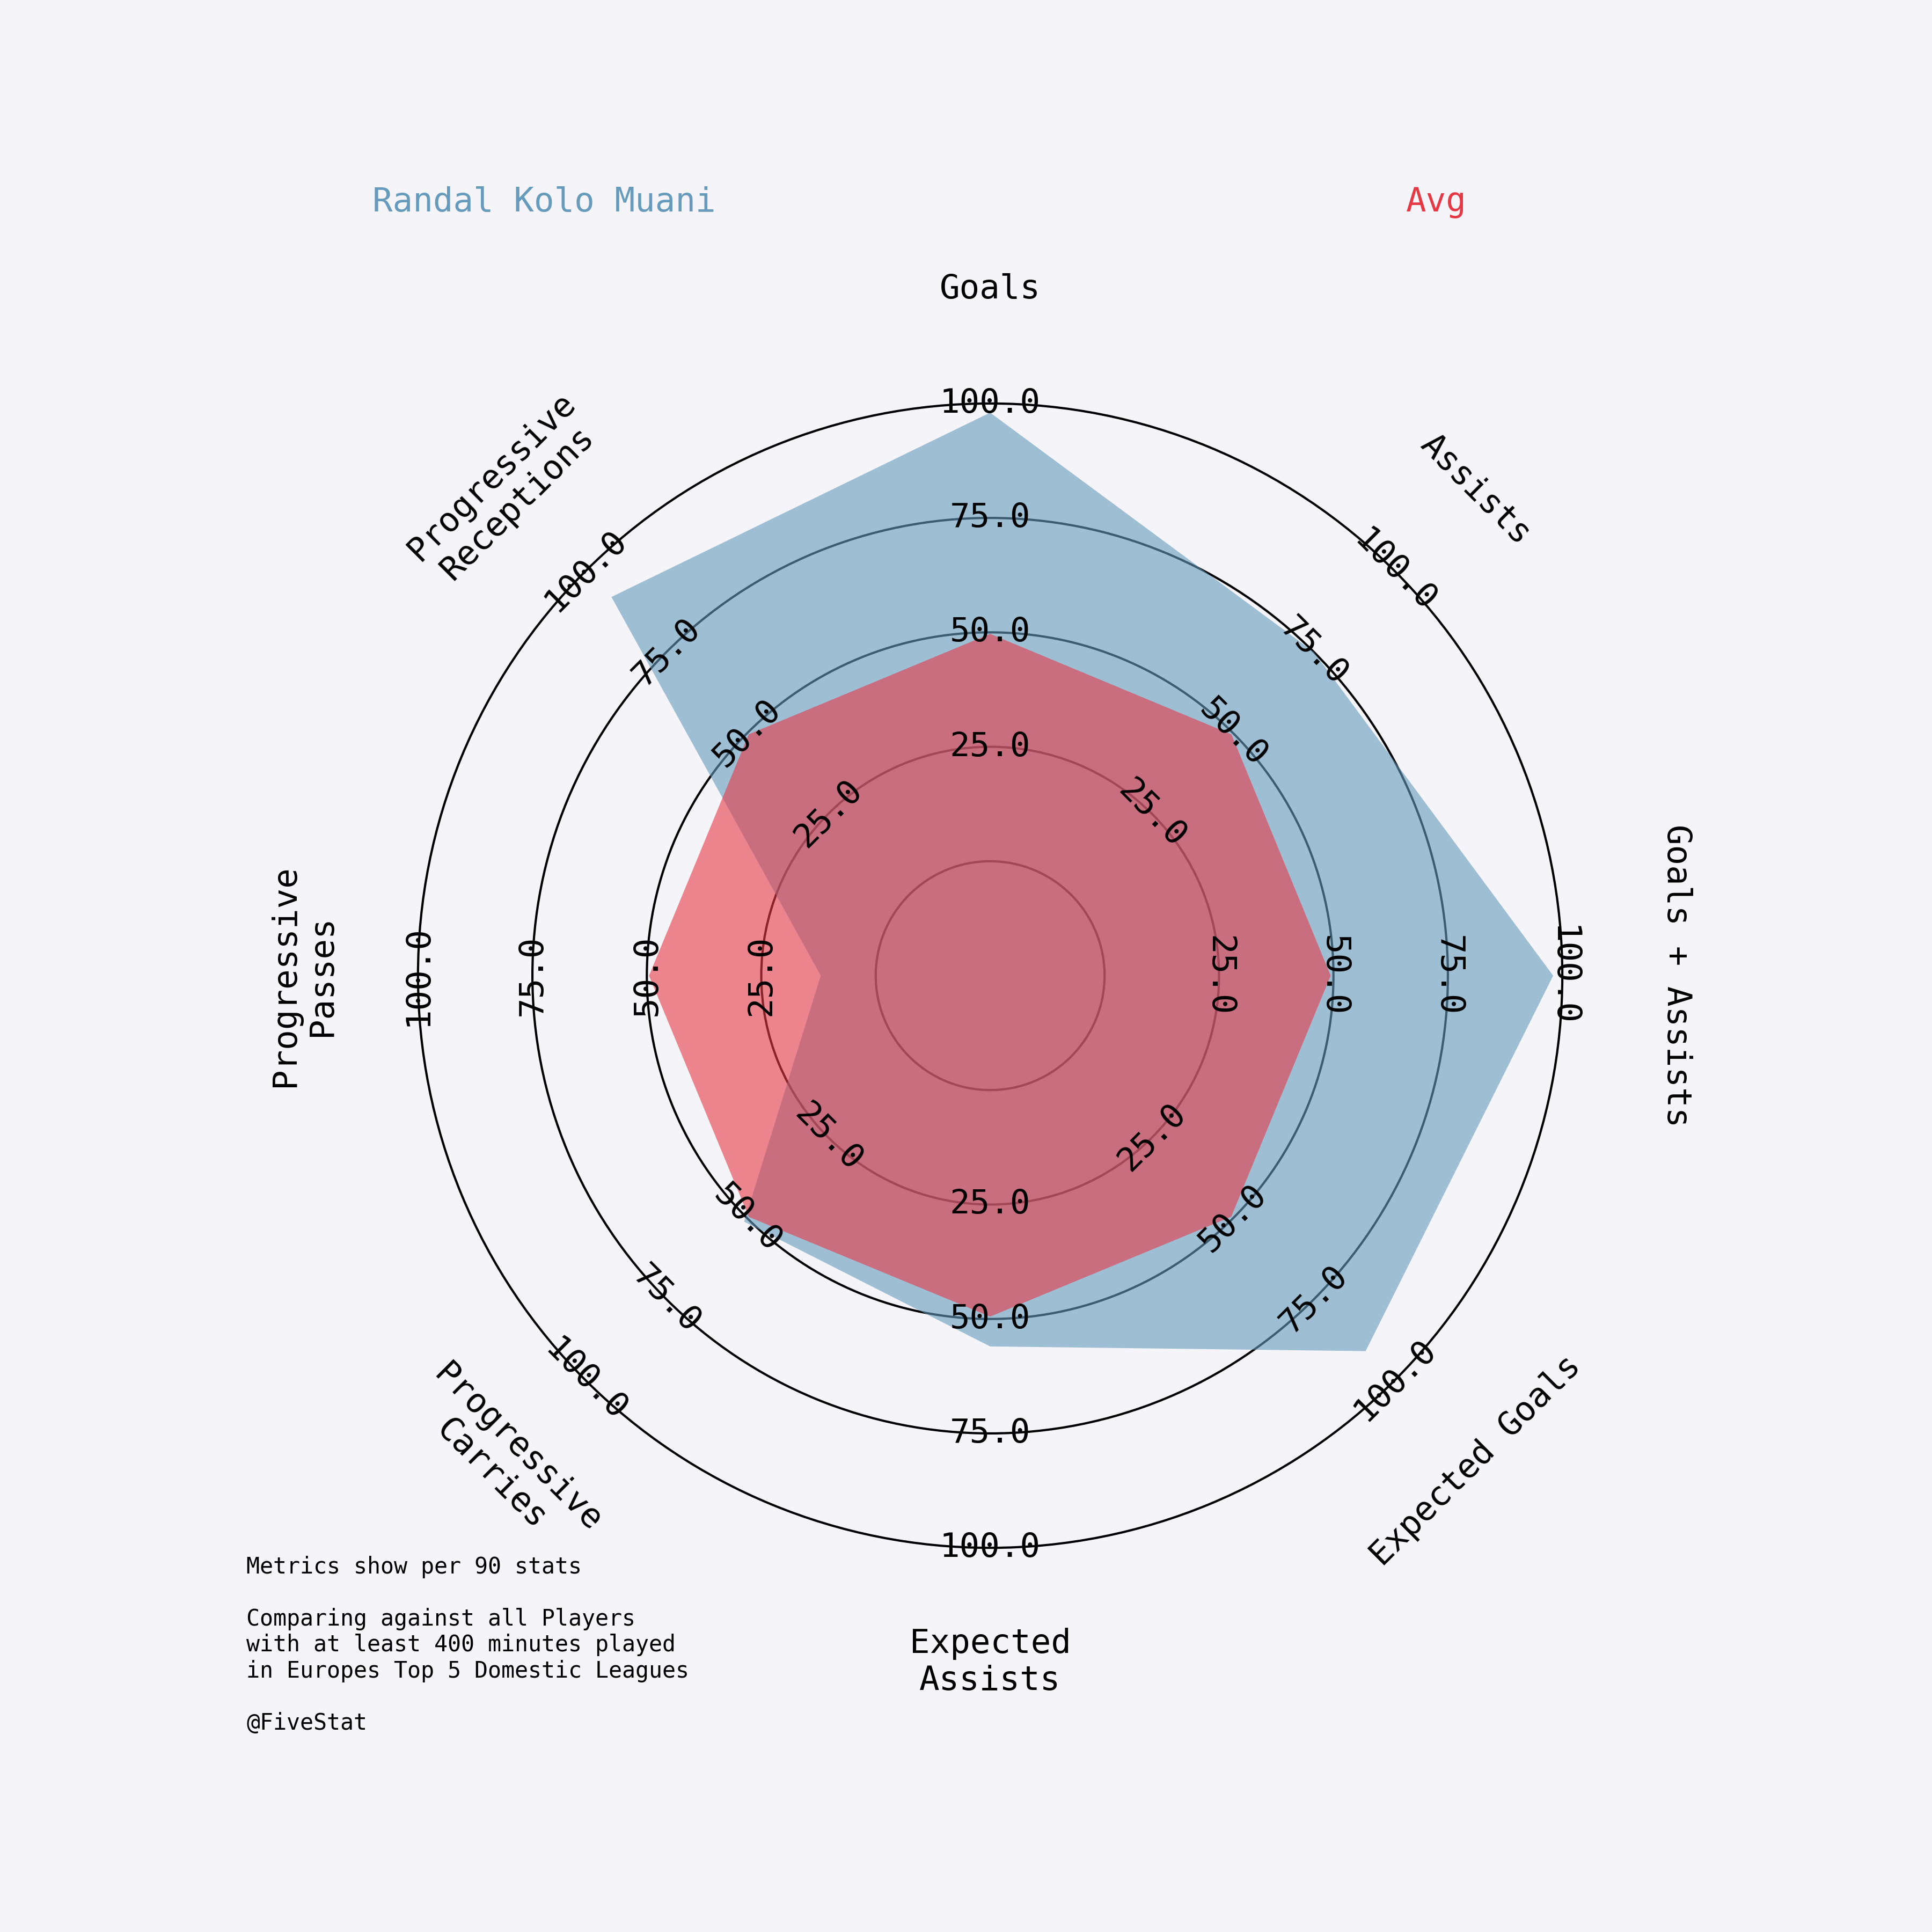 Randal Kolo Muani
Avg
Goals
Assists
Goals + Assists
Expected Goals
Expected
Assists
Progressive
Carries
Progressive
Passes
Progressive
Receptions
25.0
50.0
75.0
100.0
25.0
50.0
75.0
100.0
25.0
50.0
75.0
100.0
25.0
50.0
75.0
100.0
25.0
50.0
75.0
100.0
25.0
50.0
75.0
100.0
25.0
50.0
75.0
100.0
25.0
50.0
75.0
100.0
Metrics show per 90 stats
Comparing against all Players
with at least 400 minutes played
in Europes Top 5 Domestic Leagues
@FiveStat